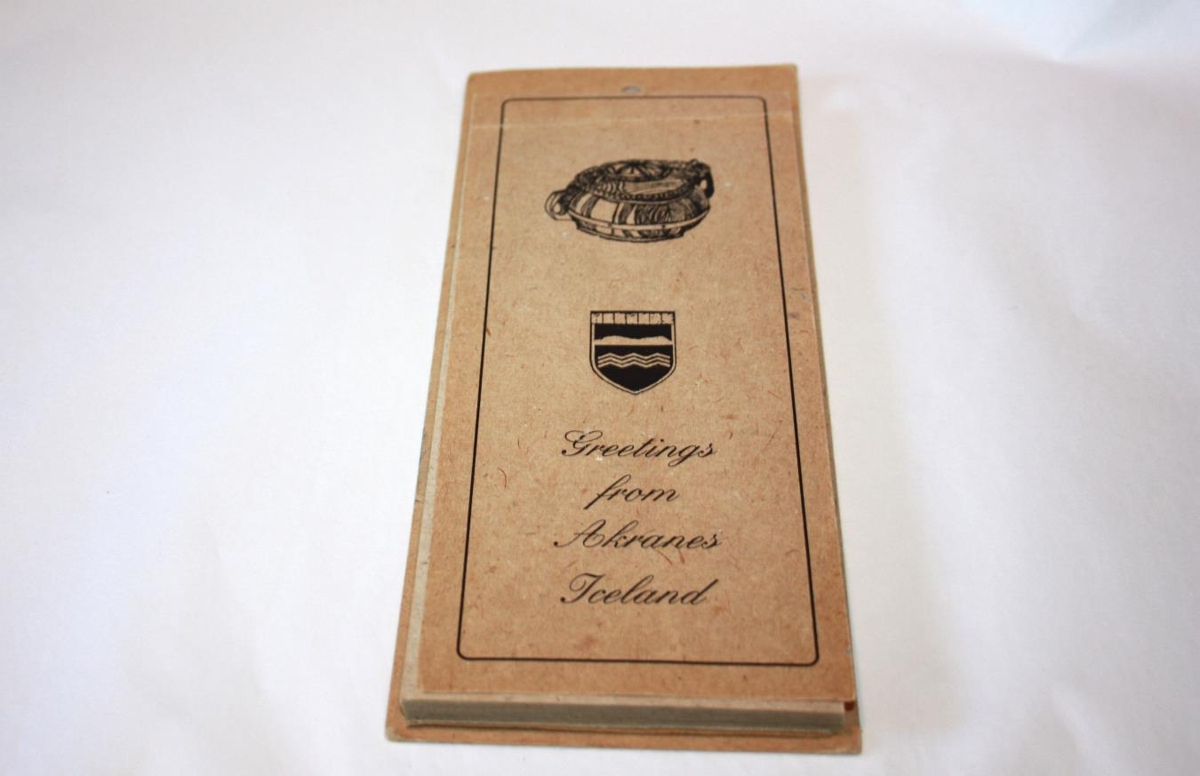 Greetings
from
Akranes
Iceland